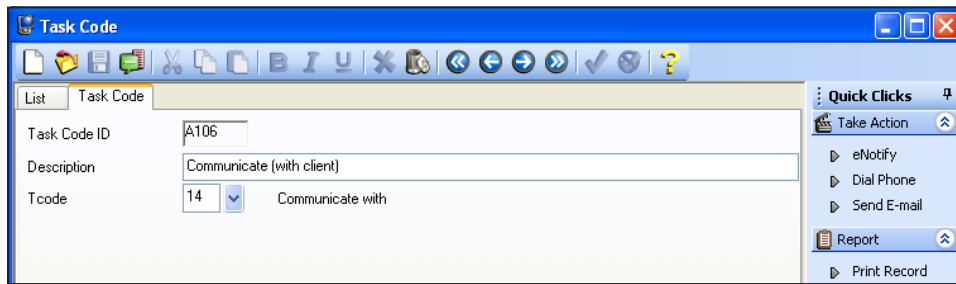 Task Code
B I U
List Task Code
Task Code ID A106
Description Communicate (with client)
Tcode 14 Communicate with
Quick Clicks
Take Action
eNotify
Dial Phone
Send E-mail
Report
Print Record